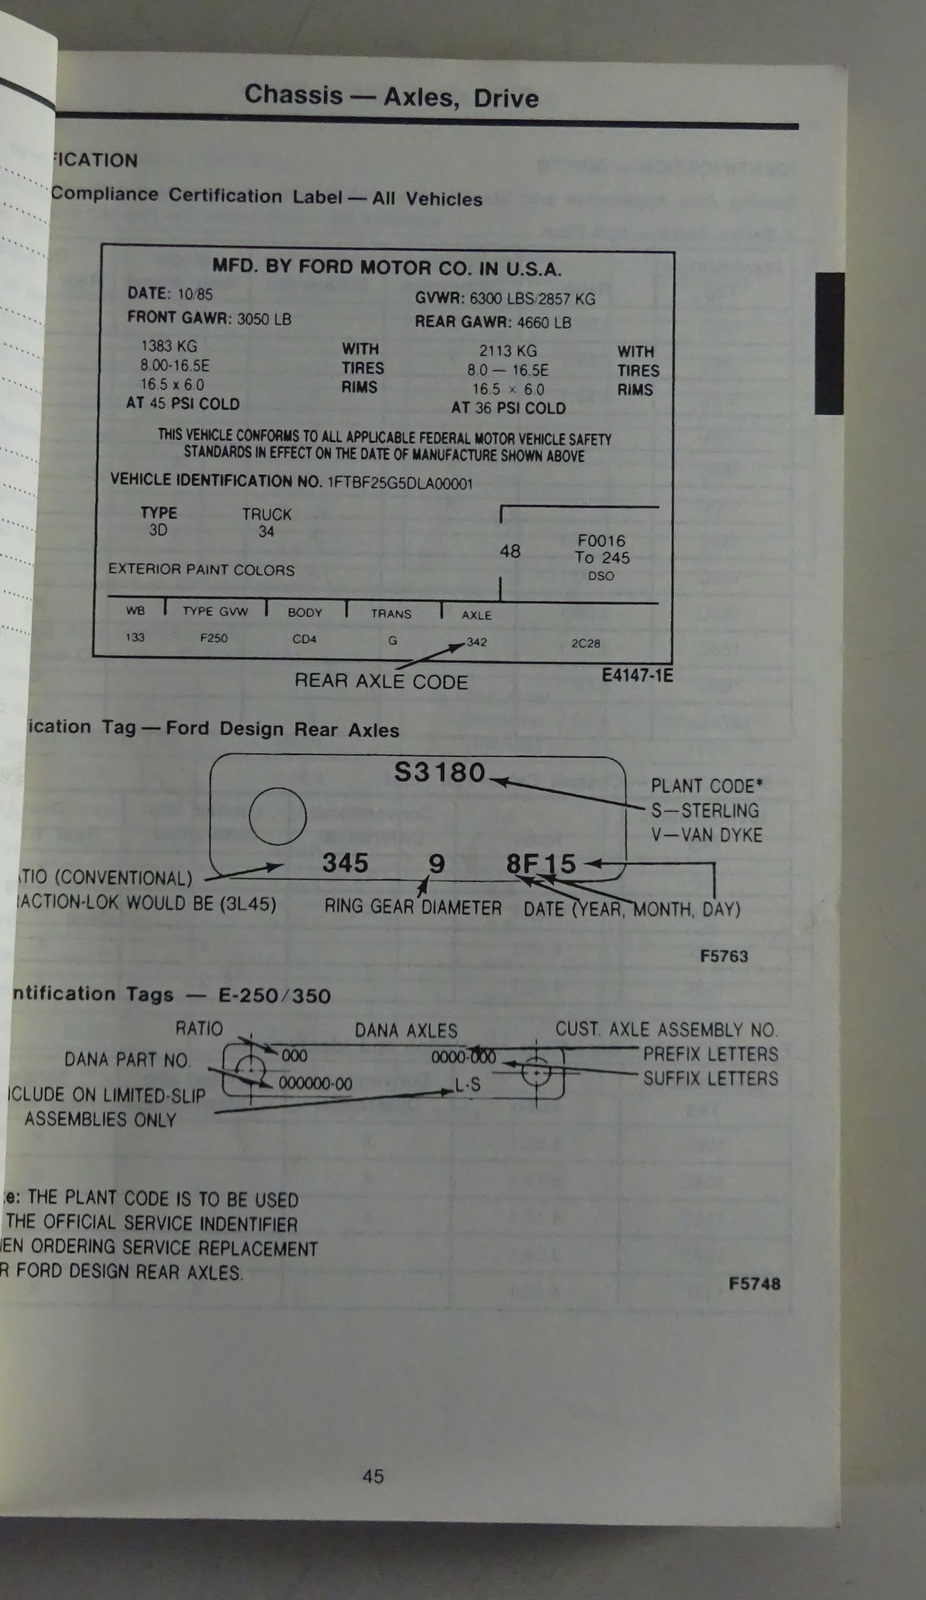 Chassis — Axles, Drive
FICATION
Compliance Certification Label — All Vehicles
MFD. BY FORD MOTOR CO. IN U.S.A.
DATE: 10/85 GVWR: 6300 LBS/2857 KG
FRONT GAWR: 3050 LB REAR GAWR: 4660 LB
1383 KG WITH 2113 KG WITH
8.00-16.5E TIRES 8.0 — 16.5E TIRES
16.5 x 6.0 RIMS 16.5 x 6.0 RIMS
AT 45 PSI COLD AT 36 PSI COLD
THIS VEHICLE CONFORMS TO ALL APPLICABLE FEDERAL MOTOR VEHICLE SAFETY
STANDARDS IN EFFECT ON THE DATE OF MANUFACTURE SHOWN ABOVE
VEHICLE IDENTIFICATION NO. 1FTBF25G5DLA00001
TYPE TRUCK
3D 34
48 F0016
To 245
DSO
EXTERIOR PAINT COLORS
WB TYPE GVW BODY TRANS AXLE
133 F250 CD4 G 342 2C28
REAR AXLE CODE E4147-1E
ication Tag — Ford Design Rear Axles
S3180
PLANT CODE*
S—STERLING
V—VAN DYKE
345 9 8F15
TIO (CONVENTIONAL)
ACTION-LOK WOULD BE (3L45) RING GEAR DIAMETER DATE (YEAR, MONTH, DAY)
F5763
ntification Tags — E-250/350
RATIO DANA AXLES CUST. AXLE ASSEMBLY NO.
DANA PART NO. 000 0000-000 PREFIX LETTERS
000000-00 L-S SUFFIX LETTERS
CLUDE ON LIMITED-SLIP
ASSEMBLIES ONLY
e: THE PLANT CODE IS TO BE USED
THE OFFICIAL SERVICE INDENTIFIER
EN ORDERING SERVICE REPLACEMENT
R FORD DESIGN REAR AXLES.
F5748
45